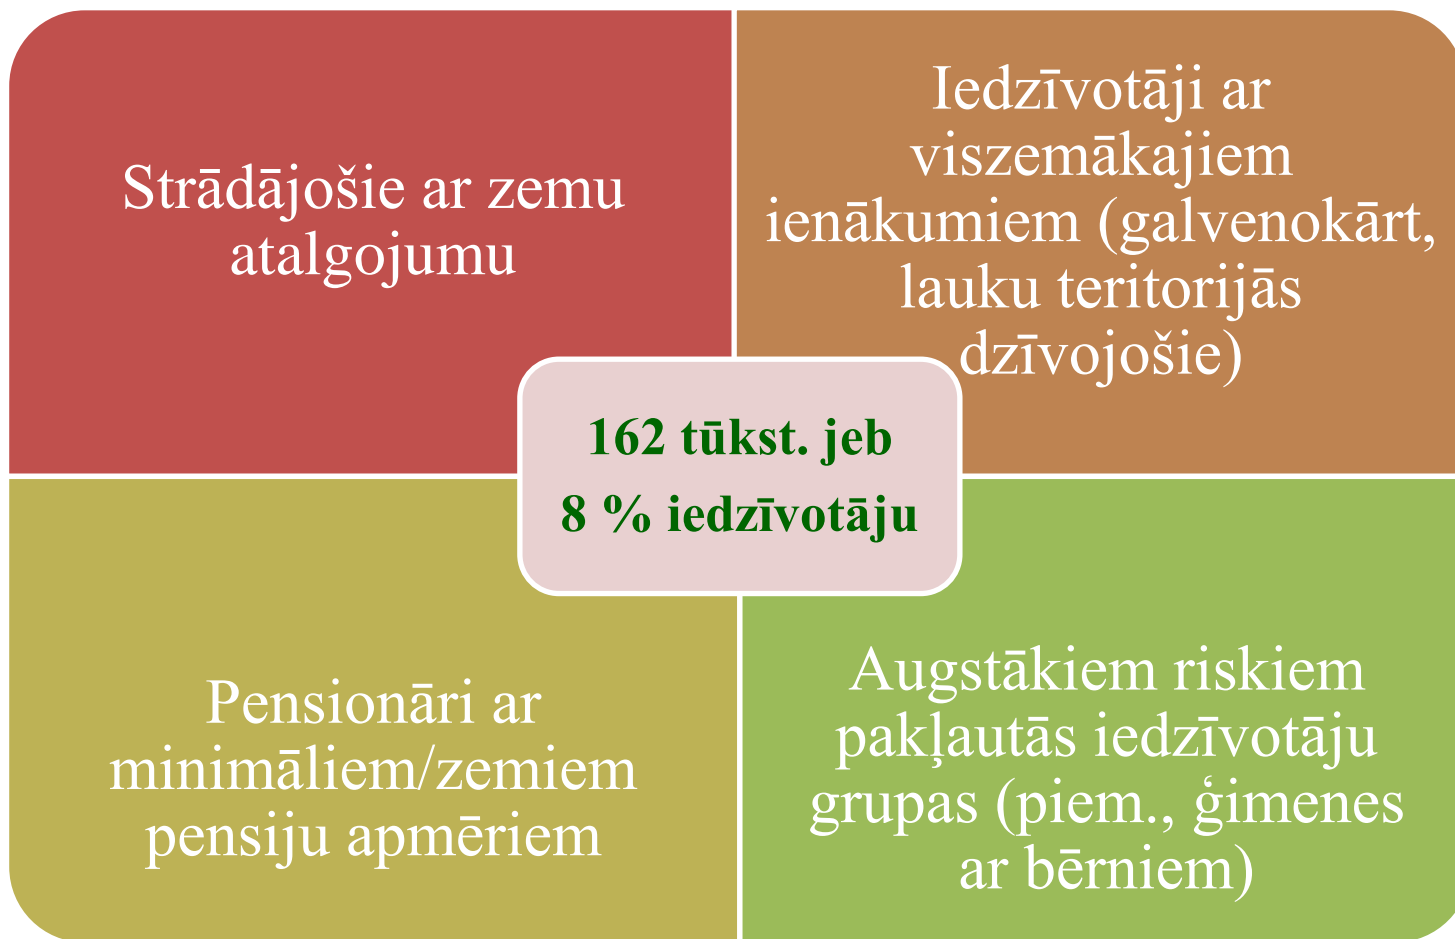 Strādājošie ar zemu
atalgojumu
Iedzīvotāji ar
viszemākajiem
ienākumiem (galvenokārt,
lauku teritorijās
dzīvojošie)
162 tūkst. jeb
8 % iedzīvotāju
Pensionāri ar
minimāliem/zemiem
pensiju apmēriem
Augstākiem riskiem
pakļautās iedzīvotāju
grupas (piem., ģimenes
ar bērniem)